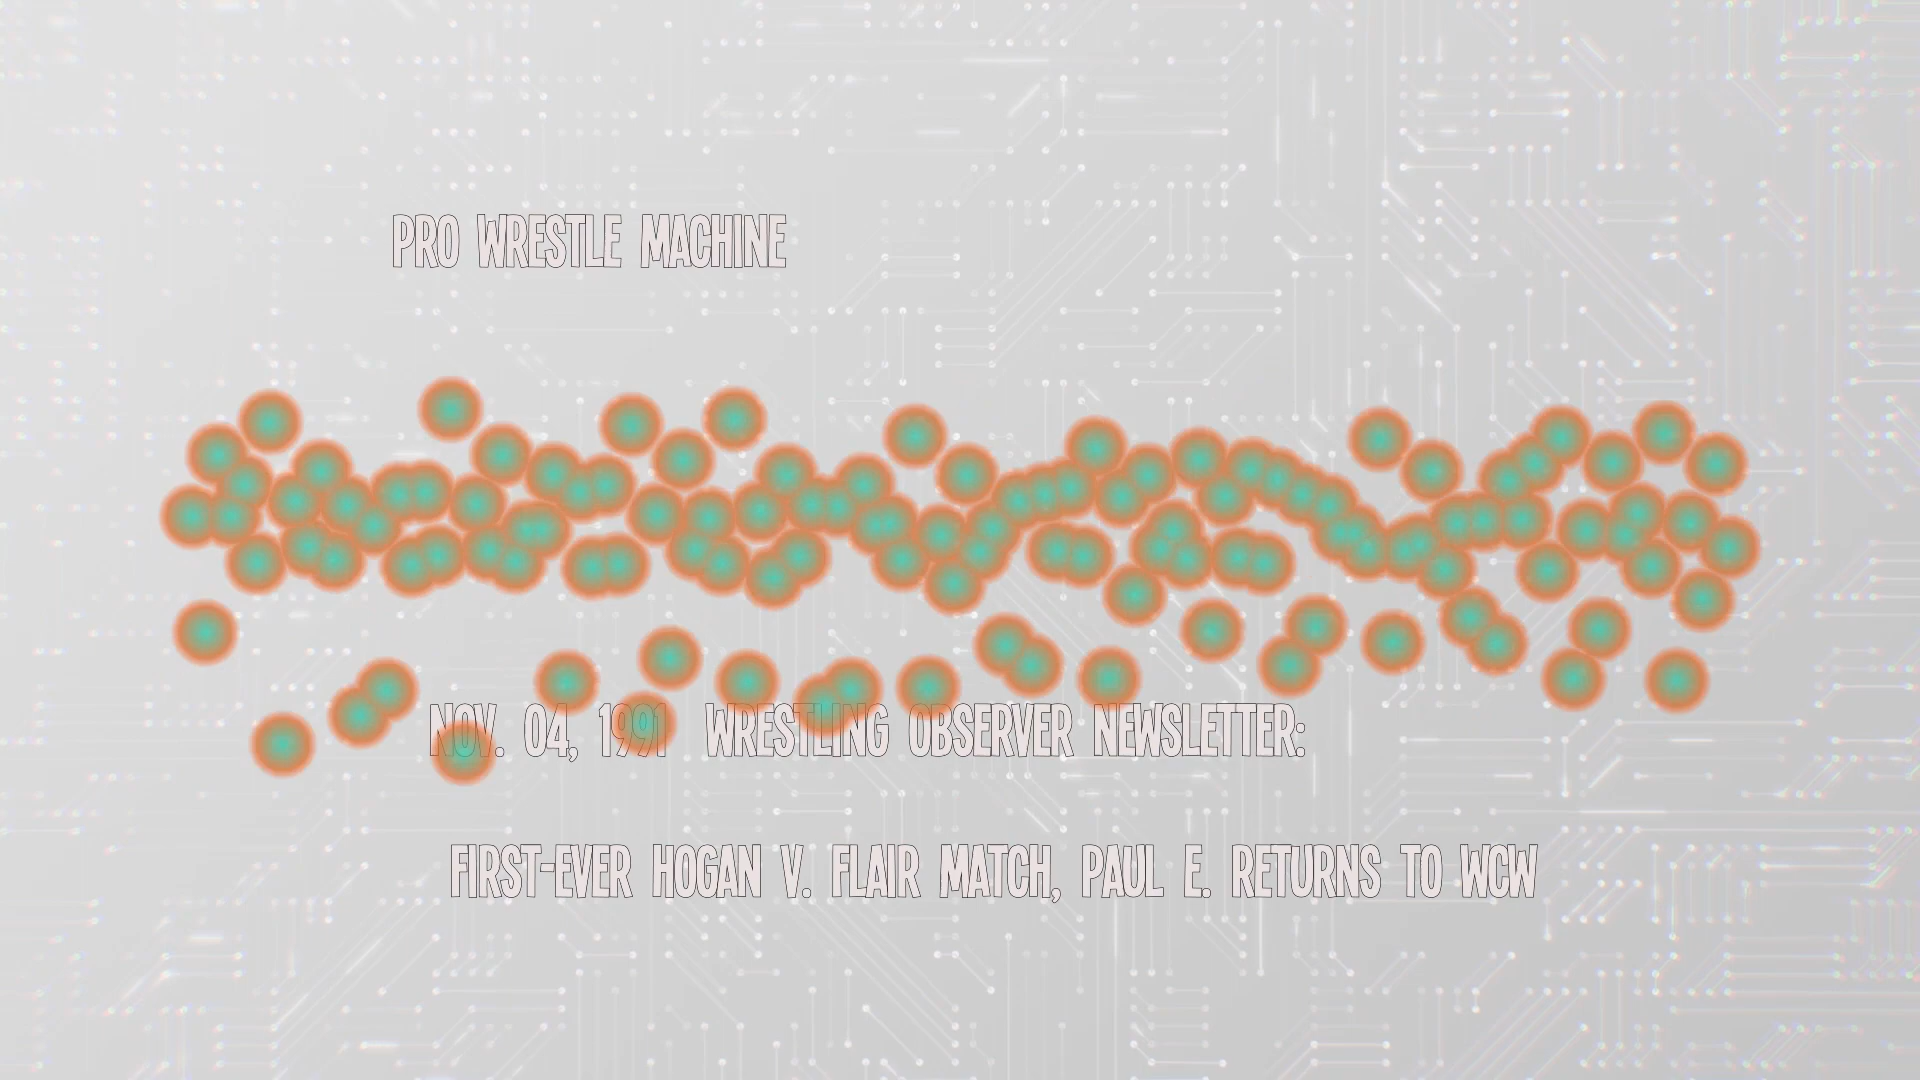 PRO WRESTLE MACHINE
NOV. 04, 1991 WRESTLING OBSERVER NEWSLETTER:
FIRST-EVER HOGAN V. FLAIR MATCH, PAUL E. RETURNS TO WCW